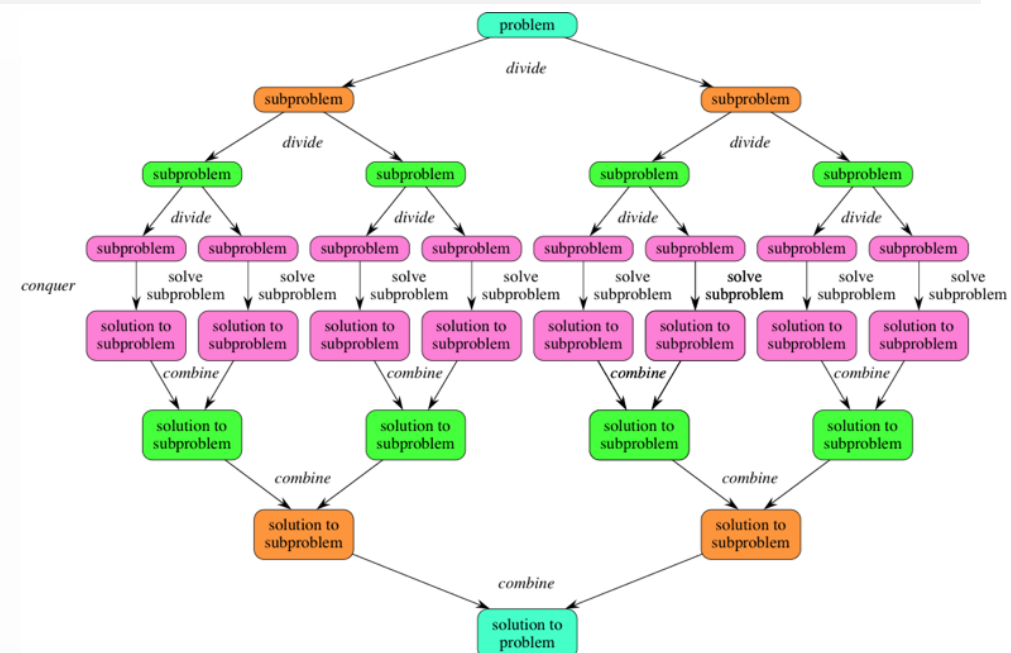 problem
divide
subproblem
subproblem
divide
divide
subproblem
subproblem
subproblem
subproblem
divide
divide
divide
divide
subproblem
subproblem
subproblem
subproblem
subproblem
subproblem
subproblem
subproblem
conquer
solve
subproblem
solve
subproblem
solve
subproblem
solve
subproblem
solve
subproblem
solve
subproblem
solve
subproblem
solve
subproblem
solution to
subproblem
solution to
subproblem
solution to
subproblem
solution to
subproblem
solution to
subproblem
solution to
subproblem
solution to
subproblem
solution to
subproblem
combine
combine
combine
combine
solution to
subproblem
solution to
subproblem
solution to
subproblem
solution to
subproblem
combine
combine
solution to
subproblem
solution to
subproblem
combine
solution to
problem